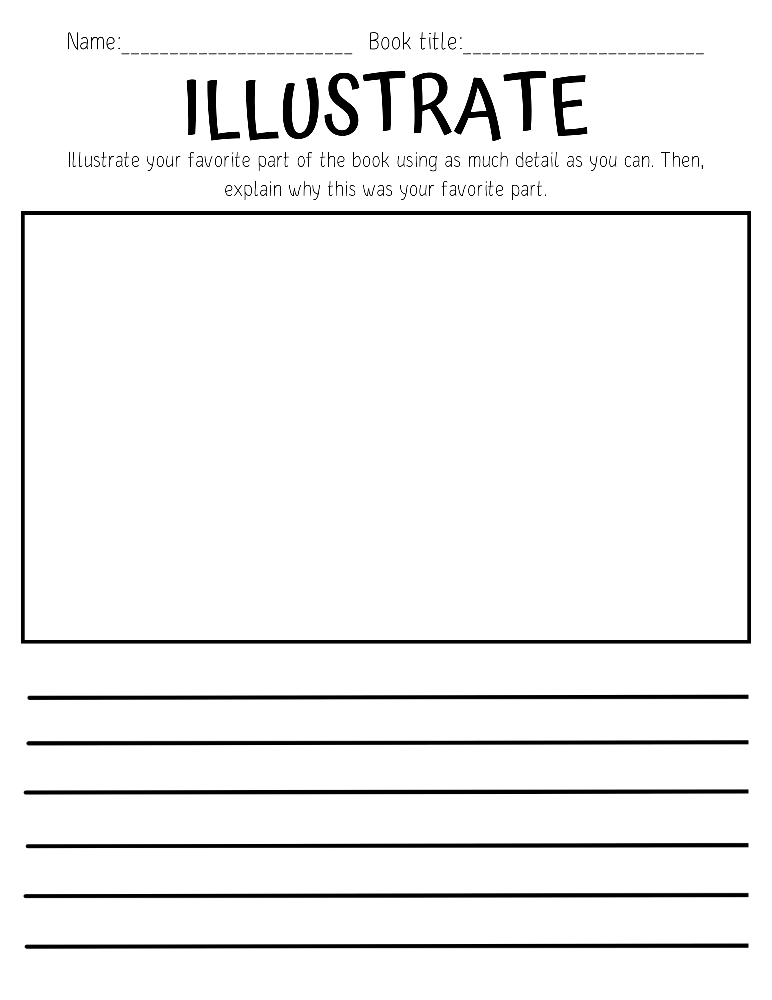 Name:________________________ Book title:_________________________
ILLUSTRATE
Illustrate your favorite part of the book using as much detail as you can. Then,
explain why this was your favorite part.